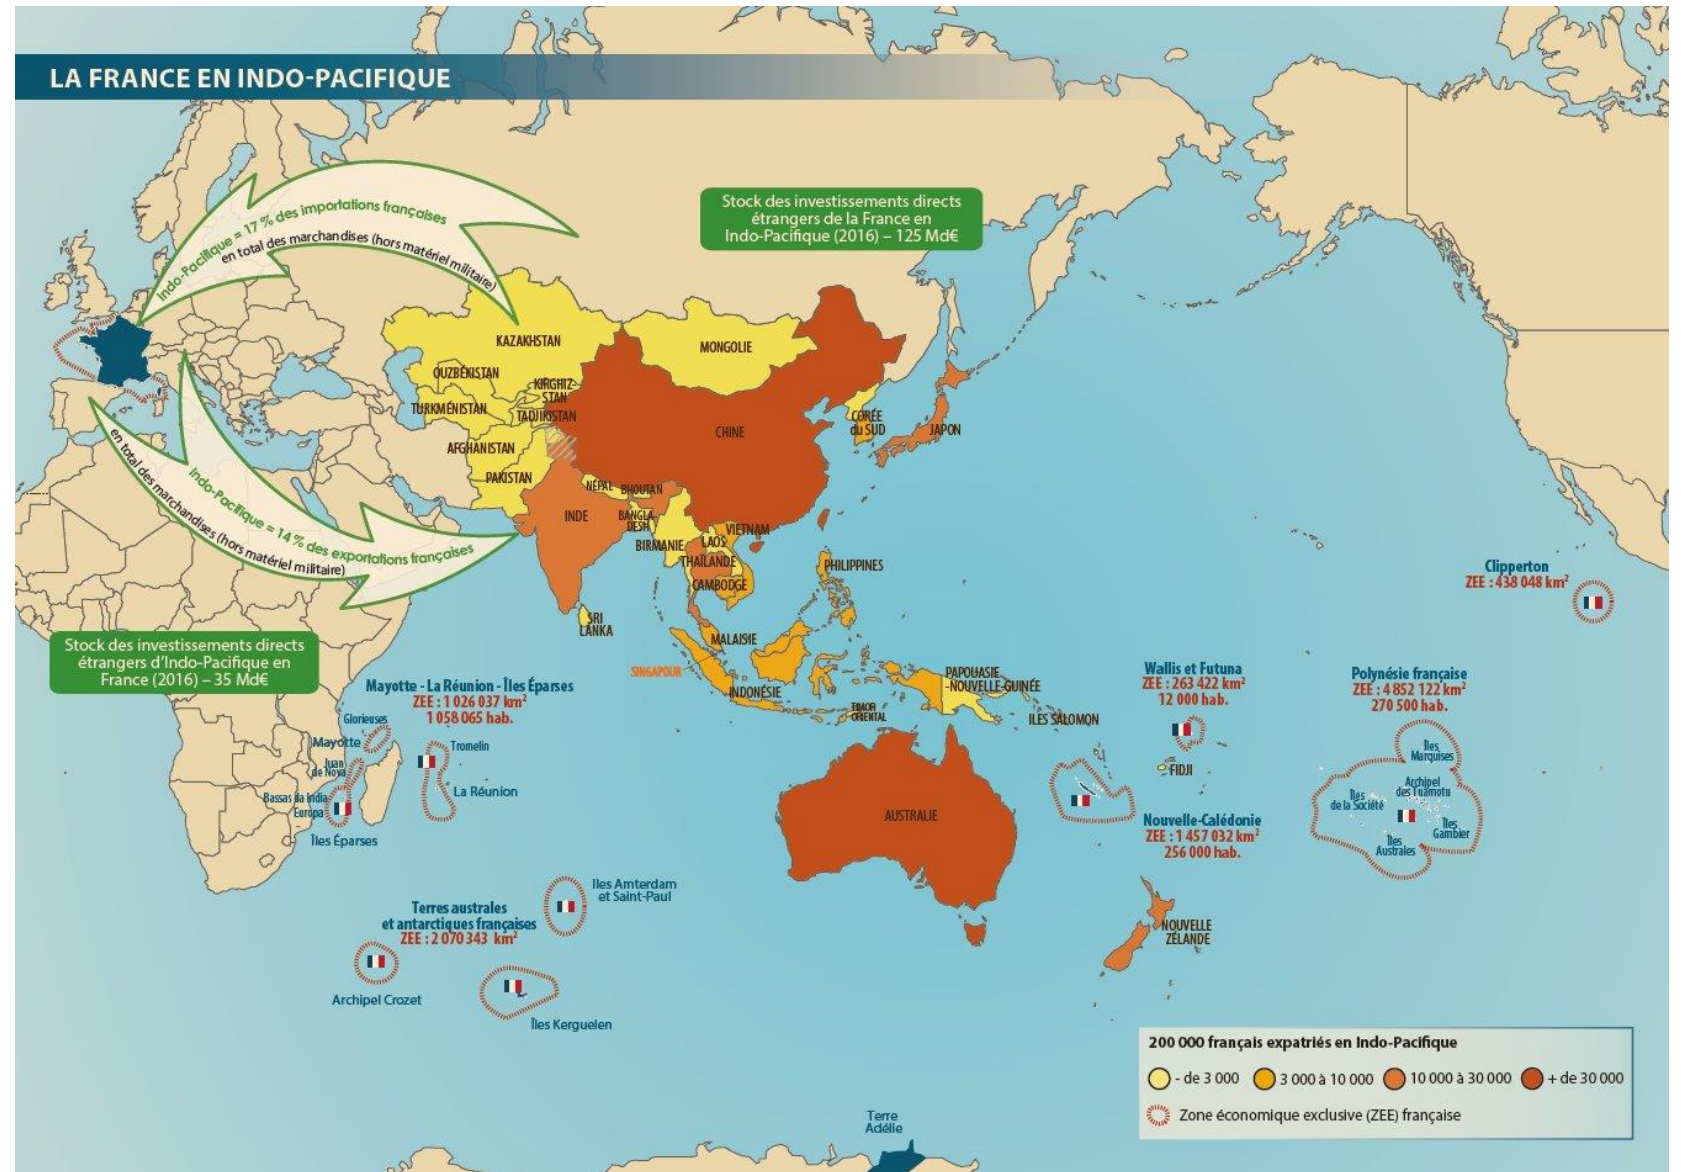 LA FRANCE EN INDO-PACIFIQUE
Indo-Pacifique = 17 % des importations françaises
en total des marchandises (hors matériel militaire)
Stock des investissements directs
étrangers de la France en
Indo-Pacifique (2016) – 125 Md€
KAZAKHSTAN
MONGOLIE
OUZBÉKISTAN
KIRGHIZ-
STAN
TURKMÉNISTAN
TADJIKISTAN
CHINE
CORÉE
du SUD
JAPON
AFGHANISTAN
PAKISTAN
NÉPAL
BHOUTAN
INDE
BANGLA-
DESH
BIRMANIE
LAOS
VIETNAM
THAÏLANDE
CAMBODGE
PHILIPPINES
SRI
LANKA
MALAISIE
SINGAPOUR
INDONÉSIE
TIMOR
ORIENTAL
PAPOUASIE
-NOUVELLE-GUINÉE
ILES SALOMON
FIDJI
AUSTRALIE
NOUVELLE
ZÉLANDE
Indo-Pacifique = 14 % des exportations françaises
en total des marchandises (hors matériel militaire)
Stock des investissements directs
étrangers d'Indo-Pacifique en
France (2016) – 35 Md€
Mayotte - La Réunion - Îles Éparses
ZEE : 1 026 037 km²
1 058 065 hab.
Glorieuses
Mayotte
Tromelin
Juan
de Nova
La Réunion
Bassas da India
Europa
Îles Éparses
Iles Amterdam
et Saint-Paul
Terres australes
et antarctiques françaises
ZEE : 2 070 343 km²
Archipel Crozet
Îles Kerguelen
Clipperton
ZEE : 438 048 km²
Wallis et Futuna
ZEE : 263 422 km²
12 000 hab.
Polynésie française
ZEE : 4 852 122 km²
270 500 hab.
Îles
Marquises
Archipel
des Tuamotu
Îles
de la Société
Îles
Gambier
Îles
Australes
Nouvelle-Calédonie
ZEE : 1 457 032 km²
256 000 hab.
Terre
Adélie
200 000 français expatriés en Indo-Pacifique
- de 3 000
3 000 à 10 000
10 000 à 30 000
+ de 30 000
Zone économique exclusive (ZEE) française